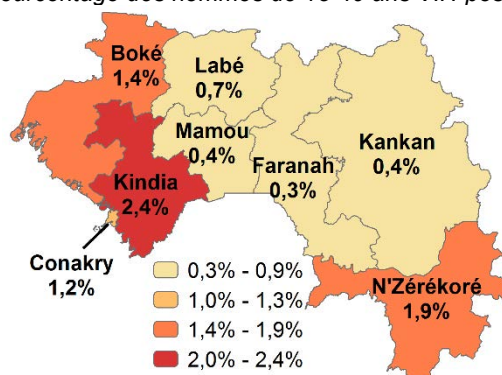 Boké
1,4%
Labé
0,7%
Mamou
0,4%
Kankan
0,4%
Faranah
0,3%
Kindia
2,4%
Conakry
1,2%
N'Zérékoré
1,9%
0,3% - 0,9%
1,0% - 1,3%
1,4% - 1,9%
2,0% - 2,4%